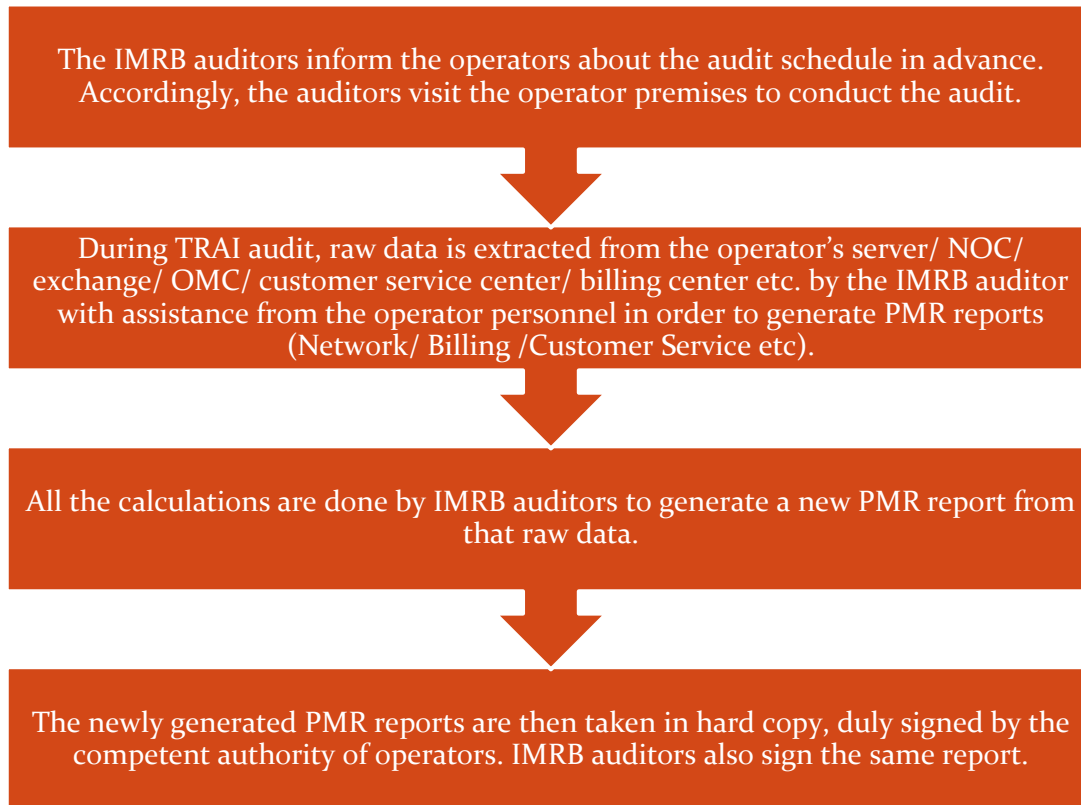 The IMRB auditors inform the operators about the audit schedule in advance.
Accordingly, the auditors visit the operator premises to conduct the audit.
During TRAI audit, raw data is extracted from the operator's server/ NOC/
exchange/ OMC/ customer service center/ billing center etc. by the IMRB auditor
with assistance from the operator personnel in order to generate PMR reports
(Network/ Billing /Customer Service etc).
All the calculations are done by IMRB auditors to generate a new PMR report from
that raw data.
The newly generated PMR reports are then taken in hard copy, duly signed by the
competent authority of operators. IMRB auditors also sign the same report.